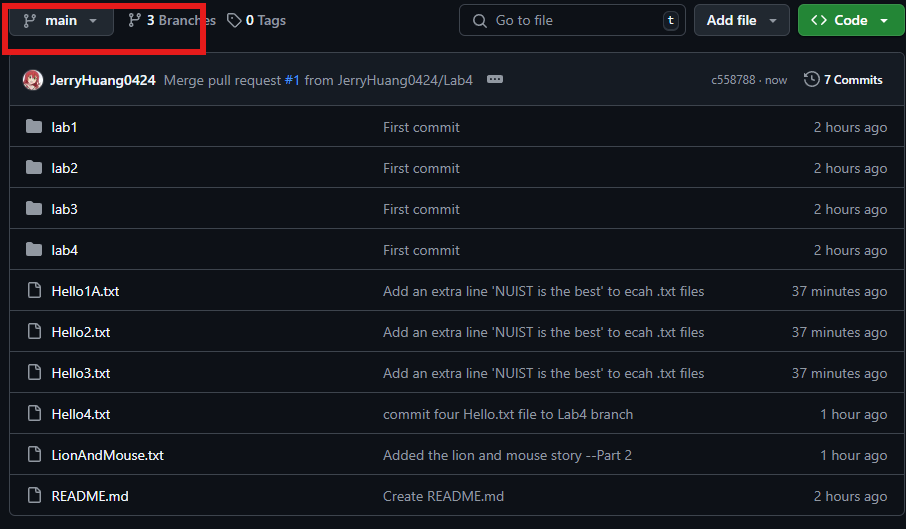 main 3 Branches 0 Tags Go to file t Add file Code
JerryHuang0424 Merge pull request #1 from JerryHuang0424/Lab4 c558788 · now 7 Commits
lab1 First commit 2 hours ago
lab2 First commit 2 hours ago
lab3 First commit 2 hours ago
lab4 First commit 2 hours ago
Hello1A.txt Add an extra line 'NUIST is the best' to ecah .txt files 37 minutes ago
Hello2.txt Add an extra line 'NUIST is the best' to ecah .txt files 37 minutes ago
Hello3.txt Add an extra line 'NUIST is the best' to ecah .txt files 37 minutes ago
Hello4.txt commit four Hello.txt file to Lab4 branch 1 hour ago
LionAndMouse.txt Added the lion and mouse story --Part 2 1 hour ago
README.md Create README.md 2 hours ago